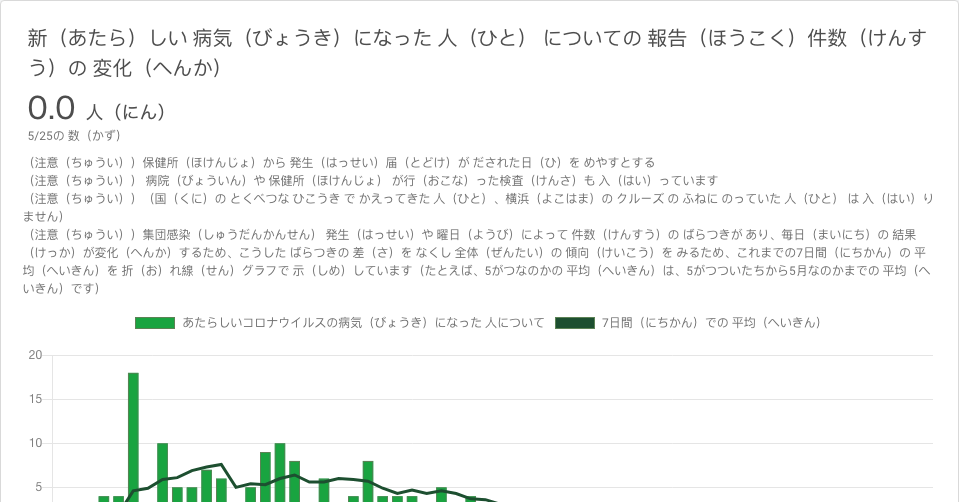 新（あたら）しい 病気（びょうき）になった 人（ひと） についての 報告（ほうこく）件数（けんす
う）の 変化（へんか）
0.0 人（にん）
5/25の 数（かず）
（注意（ちゅうい））保健所（ほけんじょ）から 発生（はっせい）届（とどけ）が だされた日（ひ）を めやすとする
（注意（ちゅうい）） 病院（びょういん）や 保健所（ほけんじょ） が行（おこな）った検査（けんさ）も 入（はい）っています
（注意（ちゅうい））（国（くに）の とくべつな ひこうき で かえってきた 人（ひと）、横浜（よこはま）の クルーズ の ふねに のっていた 人（ひと） は 入（はい）り
ません）
（注意（ちゅうい））集団感染（しゅうだんかんせん） 発生（はっせい）や 曜日（ようび）によって 件数（けんすう）の ばらつきが あり、毎日（まいにち）の 結果
（けっか）が変化（へんか）するため、こうした ばらつきの 差（さ）を なくし 全体（ぜんたい）の 傾向（けいこう）を みるため、これまでの7日間（にちかん）の 平
均（へいきん）を 折（お）れ線（せん）グラフで 示（しめ）しています（たとえば、5がつなのかの 平均（へいきん）は、5がつついたちから5月なのかまでの 平均（へ
いきん）です）
あたらしいコロナウイルスの病気（びょうき）になった 人について 7日間（にちかん）での 平均（へいきん）
20
15
10
5